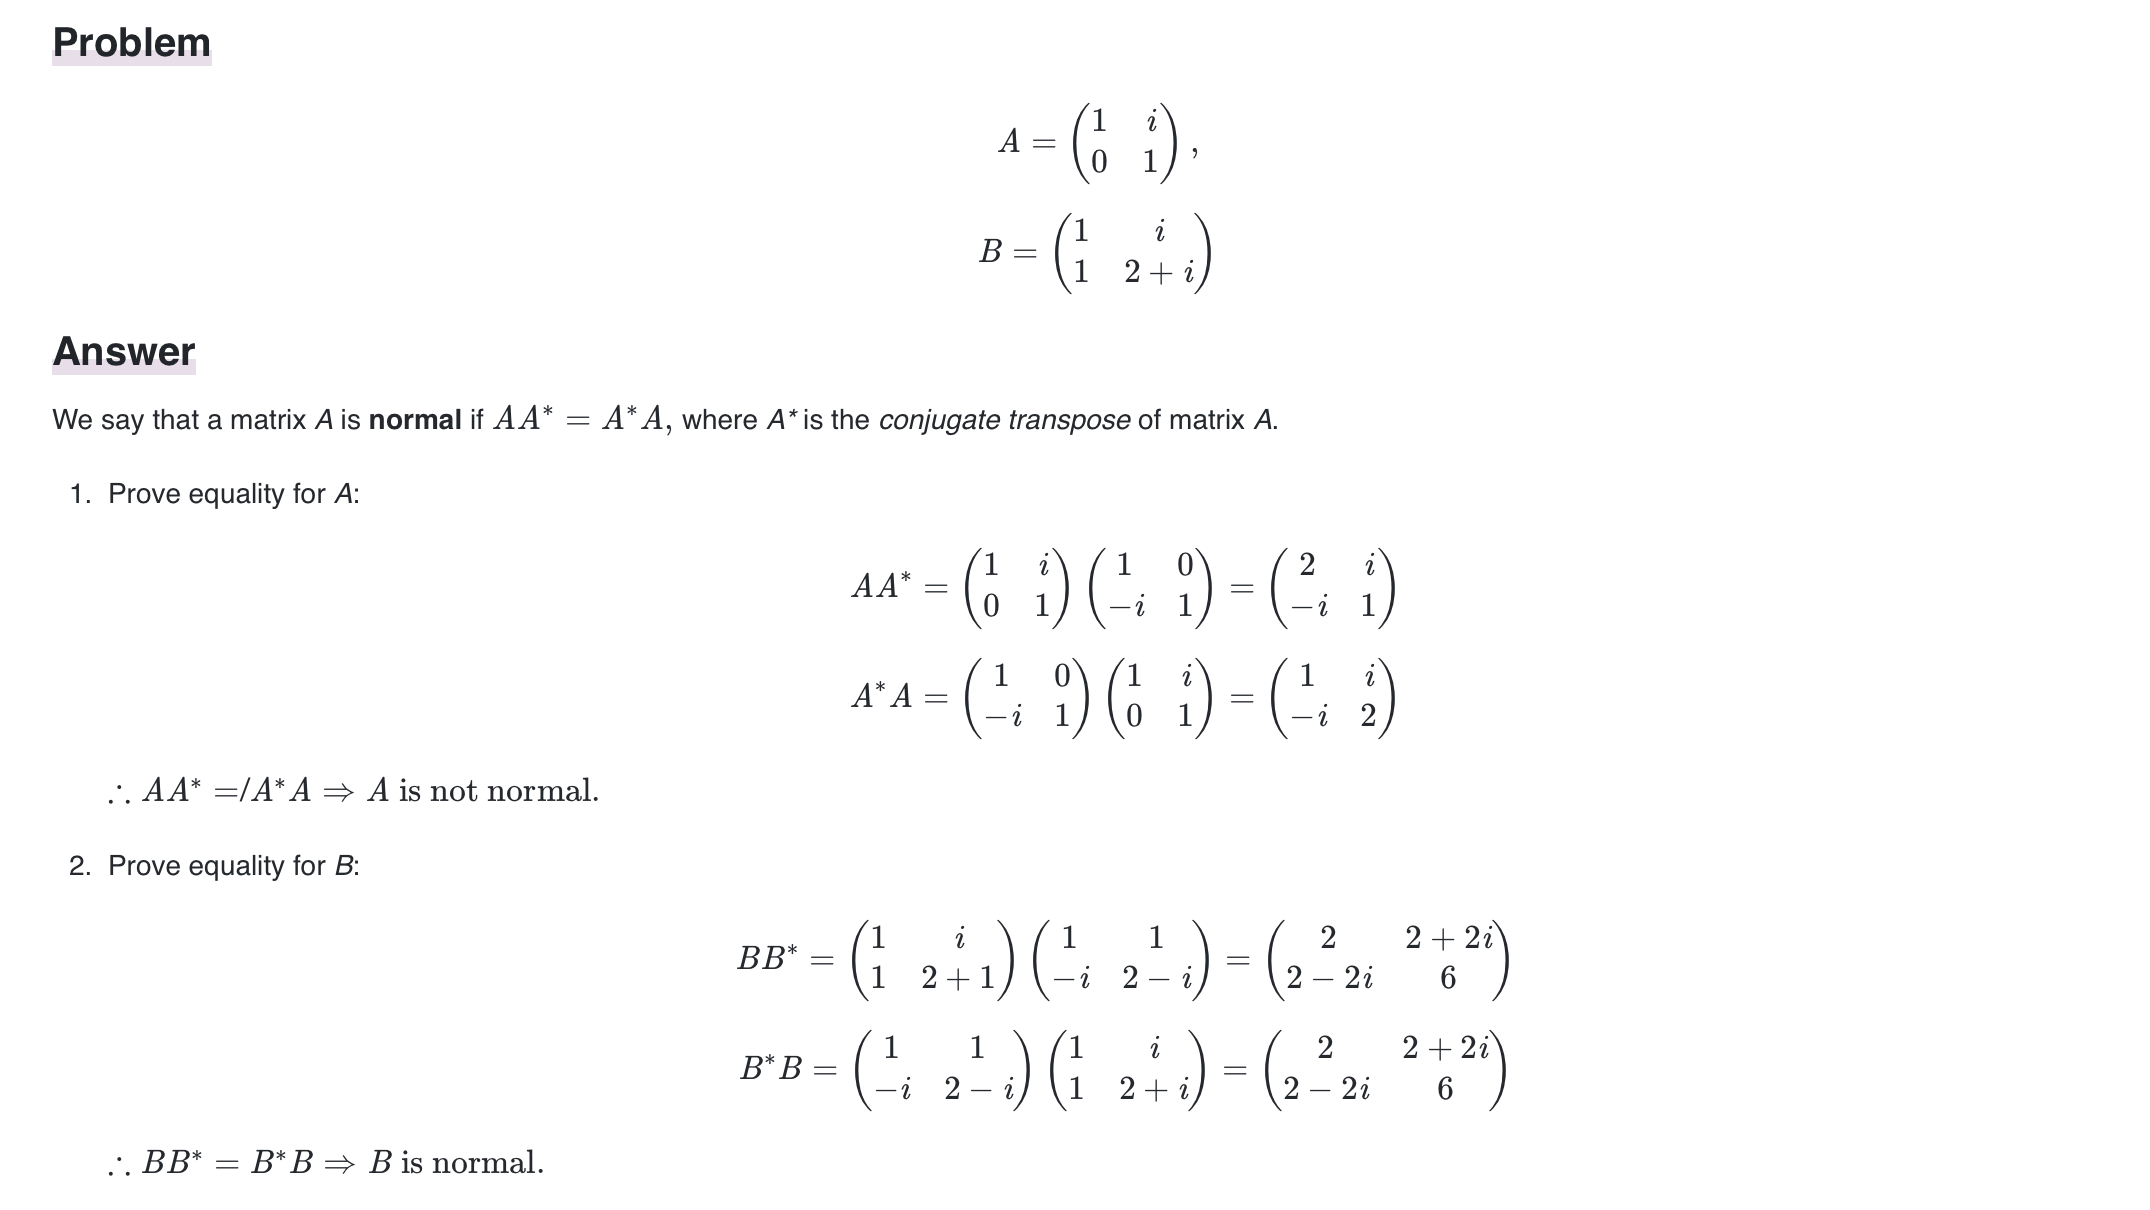 Problem
A = \begin{pmatrix} 1 & i \\ 0 & 1 \end{pmatrix},
B = \begin{pmatrix} 1 & i \\ 1 & 2 + i \end{pmatrix}
Answer
We say that a matrix A is normal if AA^* = A^*A, where A* is the conjugate transpose of matrix A.
1. Prove equality for A:
AA^* = \begin{pmatrix} 1 & i \\ 0 & 1 \end{pmatrix} \begin{pmatrix} 1 & 0 \\ -i & 1 \end{pmatrix} = \begin{pmatrix} 2 & i \\ -i & 1 \end{pmatrix}
A^*A = \begin{pmatrix} 1 & 0 \\ -i & 1 \end{pmatrix} \begin{pmatrix} 1 & i \\ 0 & 1 \end{pmatrix} = \begin{pmatrix} 1 & i \\ -i & 2 \end{pmatrix}
∴ AA^* =/A^*A ⇒ A is not normal.
2. Prove equality for B:
BB^* = \begin{pmatrix} 1 & i \\ 1 & 2 + 1 \end{pmatrix} \begin{pmatrix} 1 & 1 \\ -i & 2 - i \end{pmatrix} = \begin{pmatrix} 2 & 2 + 2i \\ 2 - 2i & 6 \end{pmatrix}
B^*B = \begin{pmatrix} 1 & 1 \\ -i & 2 - i \end{pmatrix} \begin{pmatrix} 1 & i \\ 1 & 2 + i \end{pmatrix} = \begin{pmatrix} 2 & 2 + 2i \\ 2 - 2i & 6 \end{pmatrix}
∴ BB^* = B^*B ⇒ B is normal.